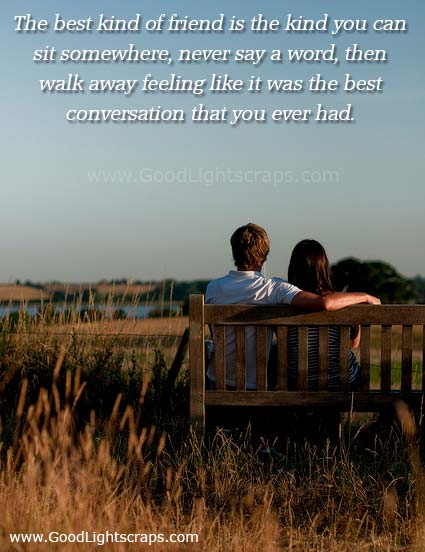 The best kind of friend is the kind you can
sit somewhere, never say a word, then
walk away feeling like it was the best
conversation that you ever had.
www.GoodLightscraps.com
www.GoodLightscraps.com